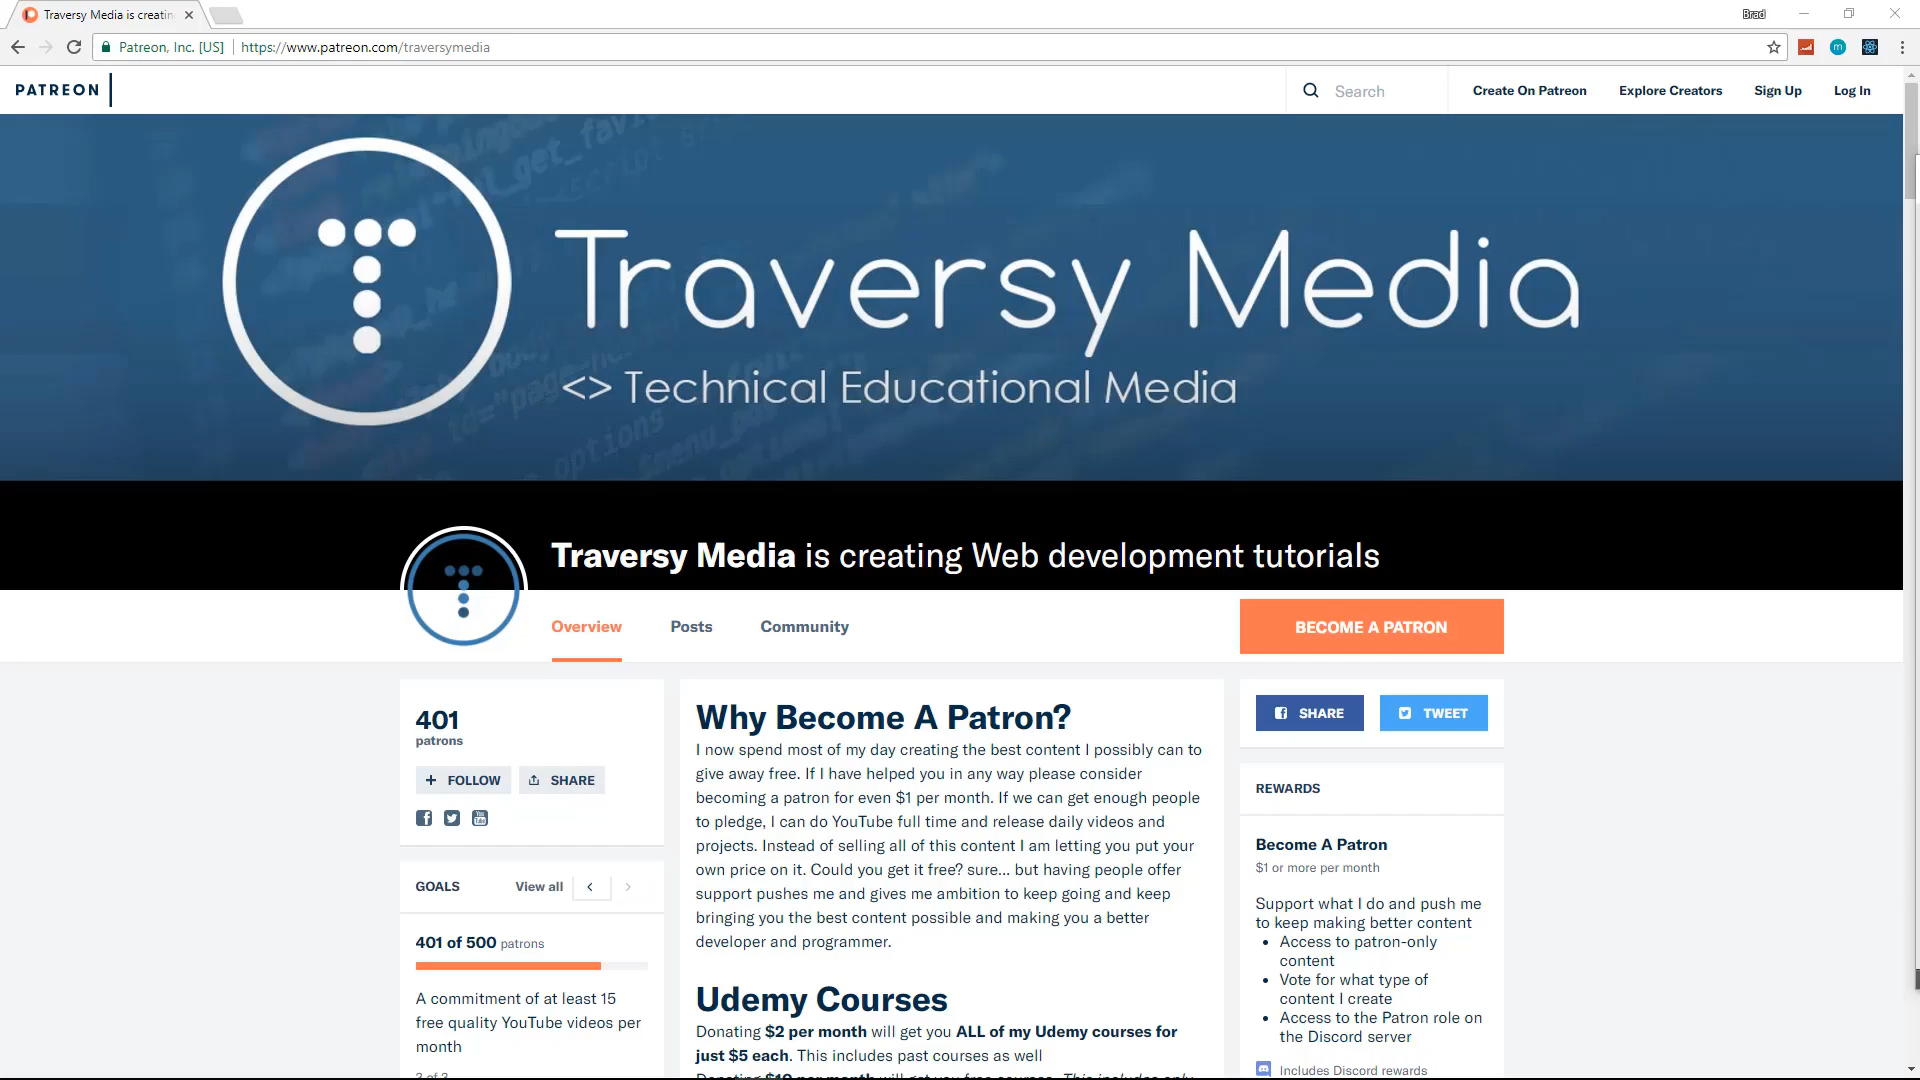 Traversy Media is creatin
Brad
Patreon, Inc. [US]
https://www.patreon.com/traversymedia
PATREON
Search
Create On Patreon
Explore Creators
Sign Up
Log In
Traversy Media
<> Technical Educational Media
Traversy Media is creating Web development tutorials
Overview
Posts
Community
BECOME A PATRON
401
patrons
FOLLOW
SHARE
GOALS
View all
401 of 500 patrons
A commitment of at least 15
free quality YouTube videos per
month
Why Become A Patron?
I now spend most of my day creating the best content I possibly can to
give away free. If I have helped you in any way please consider
becoming a patron for even $1 per month. If we can get enough people
to pledge, I can do YouTube full time and release daily videos and
projects. Instead of selling all of this content I am letting you put your
own price on it. Could you get it free? sure... but having people offer
support pushes me and gives me ambition to keep going and keep
bringing you the best content possible and making you a better
developer and programmer.
Udemy Courses
Donating $2 per month will get you ALL of my Udemy courses for
just $5 each. This includes past courses as well
SHARE
TWEET
REWARDS
Become A Patron
$1 or more per month
Support what I do and push me
to keep making better content
• Access to patron-only
content
• Vote for what type of
content I create
• Access to the Patron role on
the Discord server
Includes Discord rewards